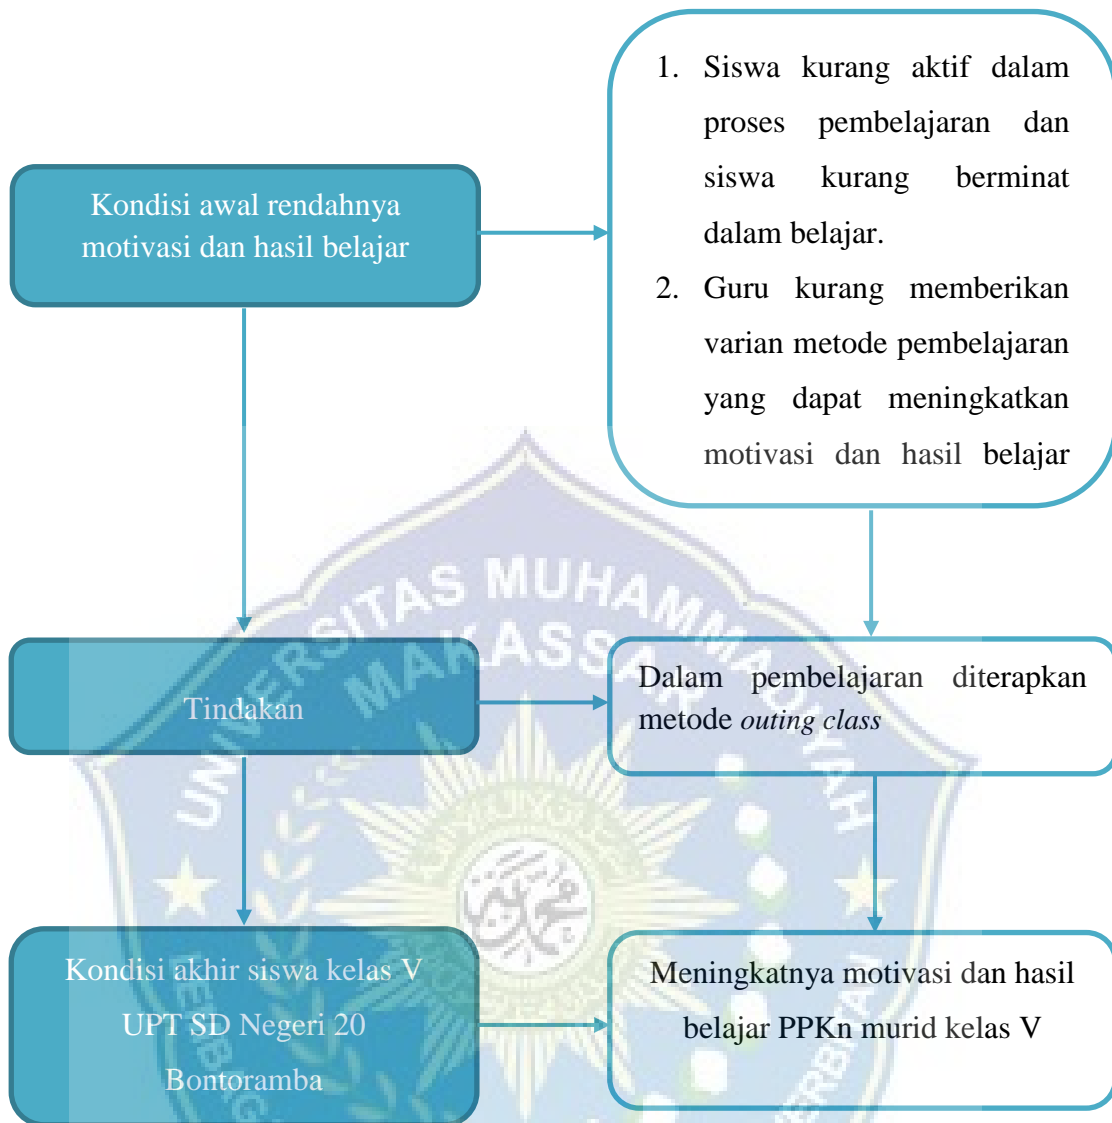 1. Siswa kurang aktif dalam
proses pembelajaran dan
siswa kurang berminat
dalam belajar.
2. Guru kurang memberikan
varian metode pembelajaran
yang dapat meningkatkan
motivasi dan hasil belajar
Kondisi awal rendahnya
motivasi dan hasil belajar
UNIVERSITAS MUHAMMADIYAH
MAKASSAR
Tindakan
Dalam pembelajaran diterapkan
metode outing class
Kondisi akhir siswa kelas V
UPT SD Negeri 20
Bontoramba
Meningkatnya motivasi dan hasil
belajar PPKn murid kelas V